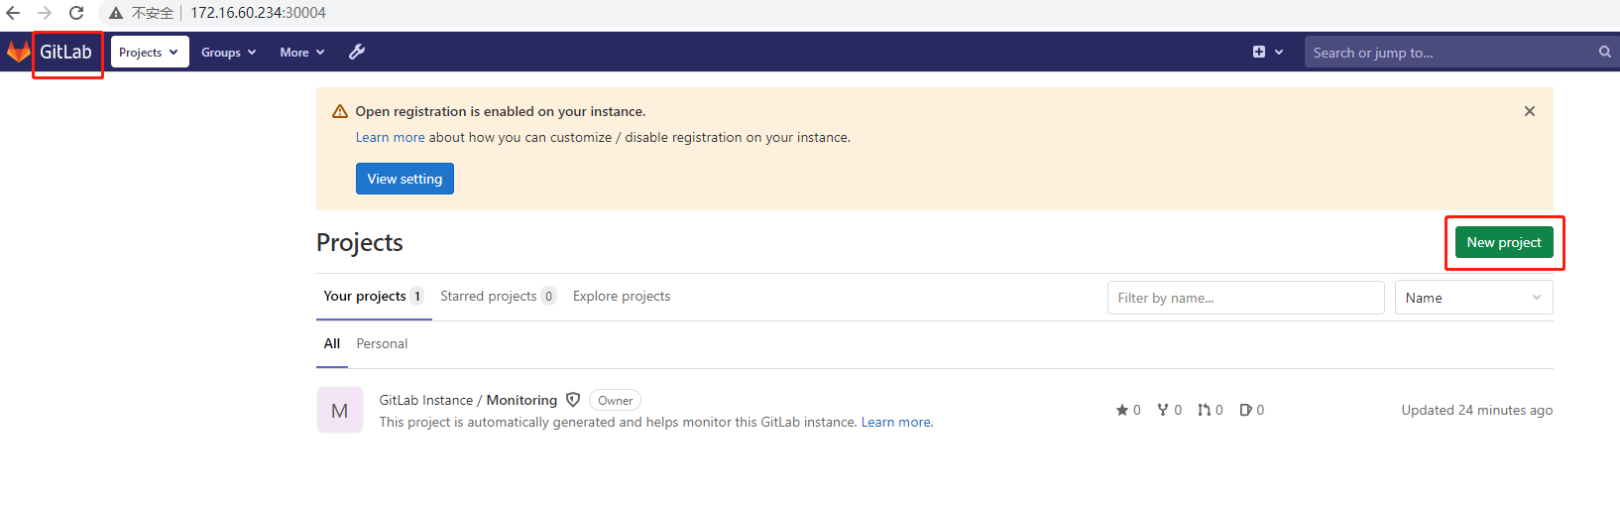 不安全 172.16.60.234:30004
GitLab Projects Groups More Search or jump to...
Open registration is enabled on your instance.
Learn more about how you can customize / disable registration on your instance.
View setting
Projects New project
Your projects 1 Starred projects 0 Explore projects Filter by name... Name
All Personal
M GitLab Instance / Monitoring Owner
This project is automatically generated and helps monitor this GitLab instance. Learn more.
0 0 0 0 Updated 24 minutes ago